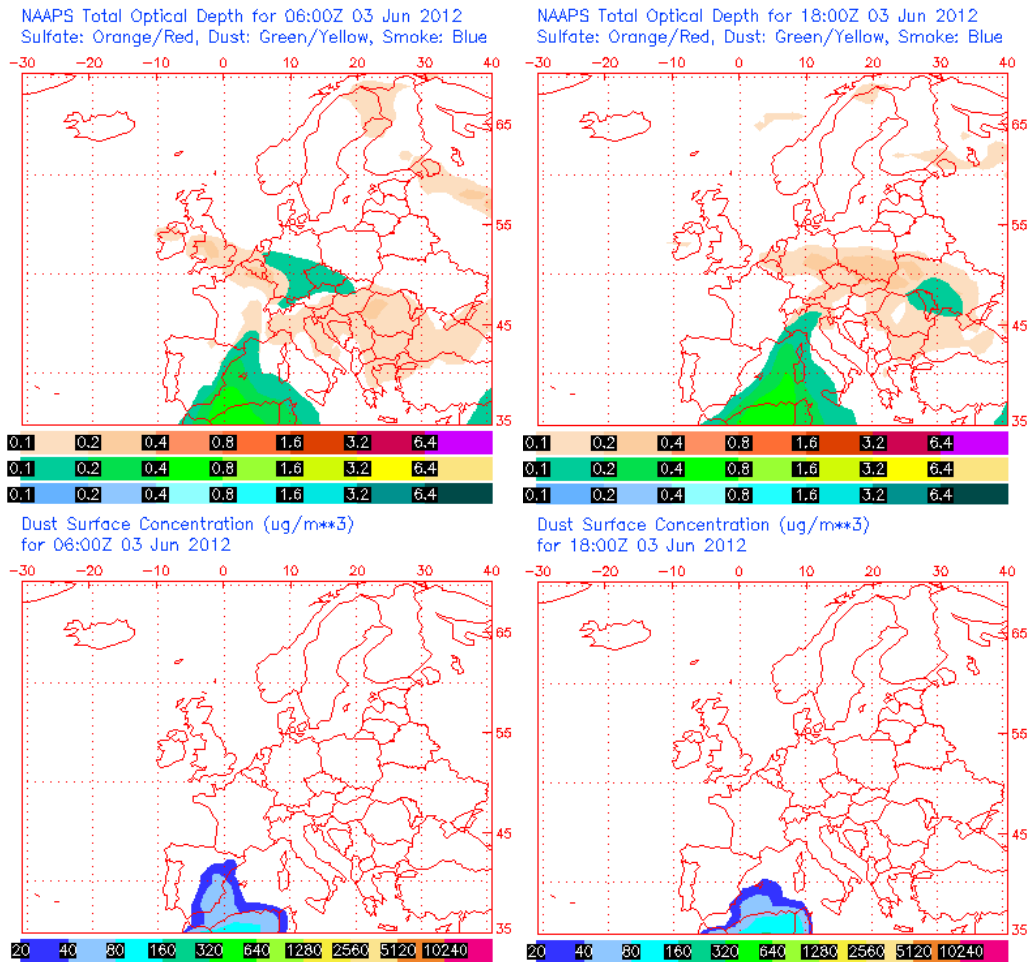 NAAPS Total Optical Depth for 06:00Z 03 Jun 2012
Sulfate: Orange/Red, Dust: Green/Yellow, Smoke: Blue
-30 -20 -10 0 10 20 30 40
65
55
45
35
0.1 0.2 0.4 0.8 1.6 3.2 6.4
0.1 0.2 0.4 0.8 1.6 3.2 6.4
0.1 0.2 0.4 0.8 1.6 3.2 6.4
NAAPS Total Optical Depth for 18:00Z 03 Jun 2012
Sulfate: Orange/Red, Dust: Green/Yellow, Smoke: Blue
-30 -20 -10 0 10 20 30 40
65
55
45
35
0.1 0.2 0.4 0.8 1.6 3.2 6.4
0.1 0.2 0.4 0.8 1.6 3.2 6.4
0.1 0.2 0.4 0.8 1.6 3.2 6.4
Dust Surface Concentration (ug/m**3)
for 06:00Z 03 Jun 2012
-30 -20 -10 0 10 20 30 40
65
55
45
35
20 40 80 160 320 640 1280 2560 5120 10240
Dust Surface Concentration (ug/m**3)
for 18:00Z 03 Jun 2012
-30 -20 -10 0 10 20 30 40
65
55
45
35
20 40 80 160 320 640 1280 2560 5120 10240